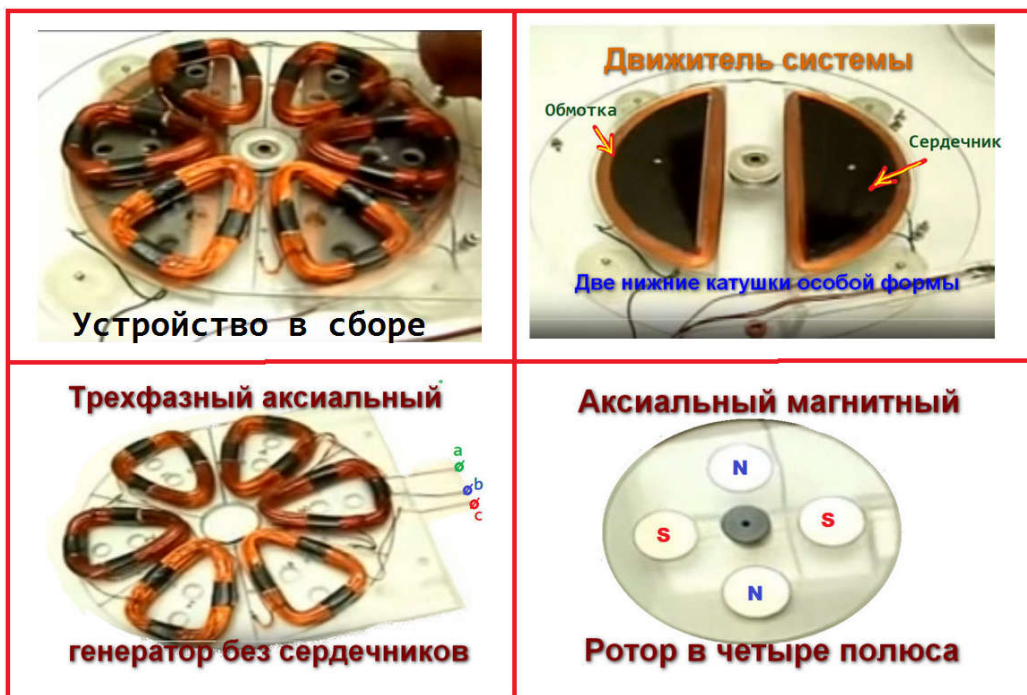 Устройство в сборе
Движитель системы
Обмотка
Сердечник
Две нижние катушки особой формы
Трехфазный аксиальный
a
b
c
генератор без сердечников
Аксиальный магнитный
N
S
S
N
Ротор в четыре полюса